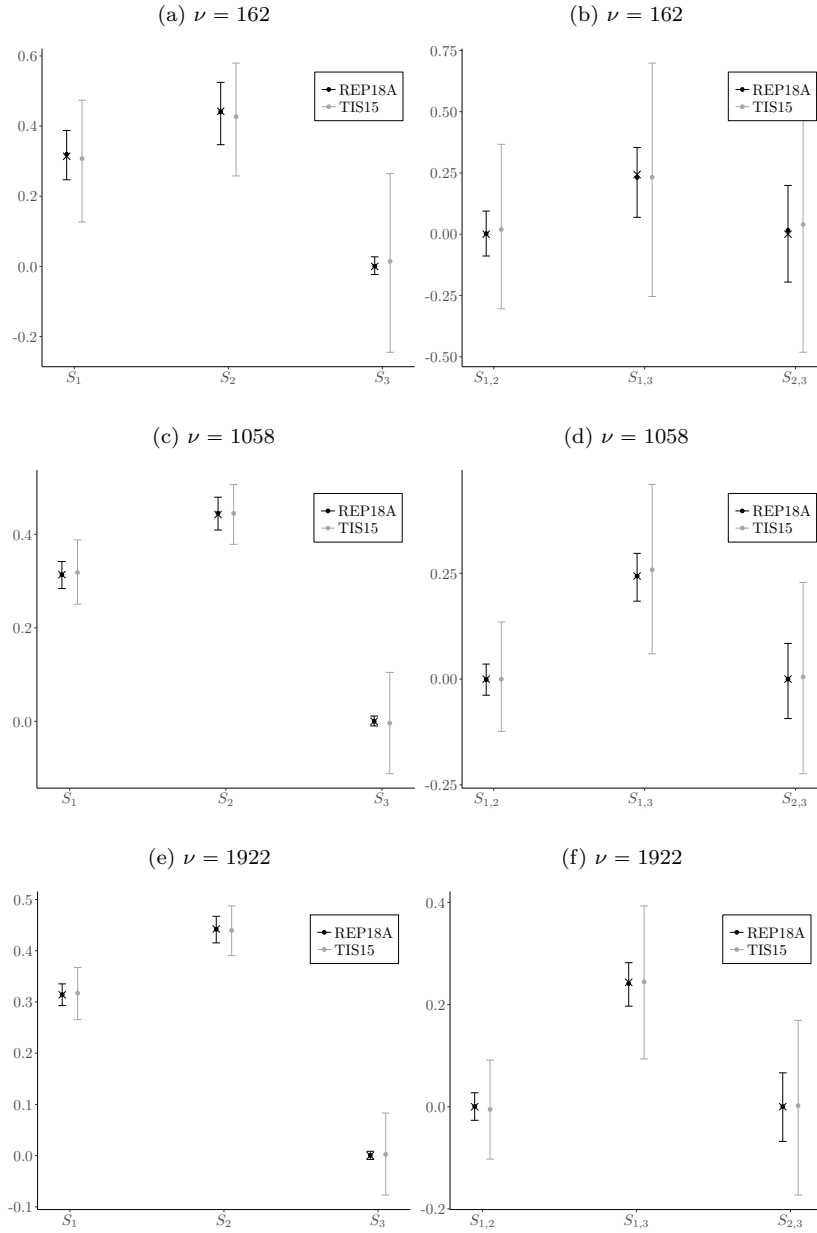 (a) ν = 162
0.6
0.4
0.2
0.0
-0.2
S1 S2 S3
REP18A
TIS15
(b) ν = 162
0.75
0.50
0.25
0.00
-0.25
-0.50
S1,2 S1,3 S2,3
REP18A
TIS15
(c) ν = 1058
0.4
0.2
0.0
S1 S2 S3
REP18A
TIS15
(d) ν = 1058
0.25
0.00
-0.25
S1,2 S1,3 S2,3
REP18A
TIS15
(e) ν = 1922
0.5
0.4
0.3
0.2
0.1
0.0
-0.1
S1 S2 S3
REP18A
TIS15
(f) ν = 1922
0.4
0.2
0.0
-0.2
S1,2 S1,3 S2,3
REP18A
TIS15